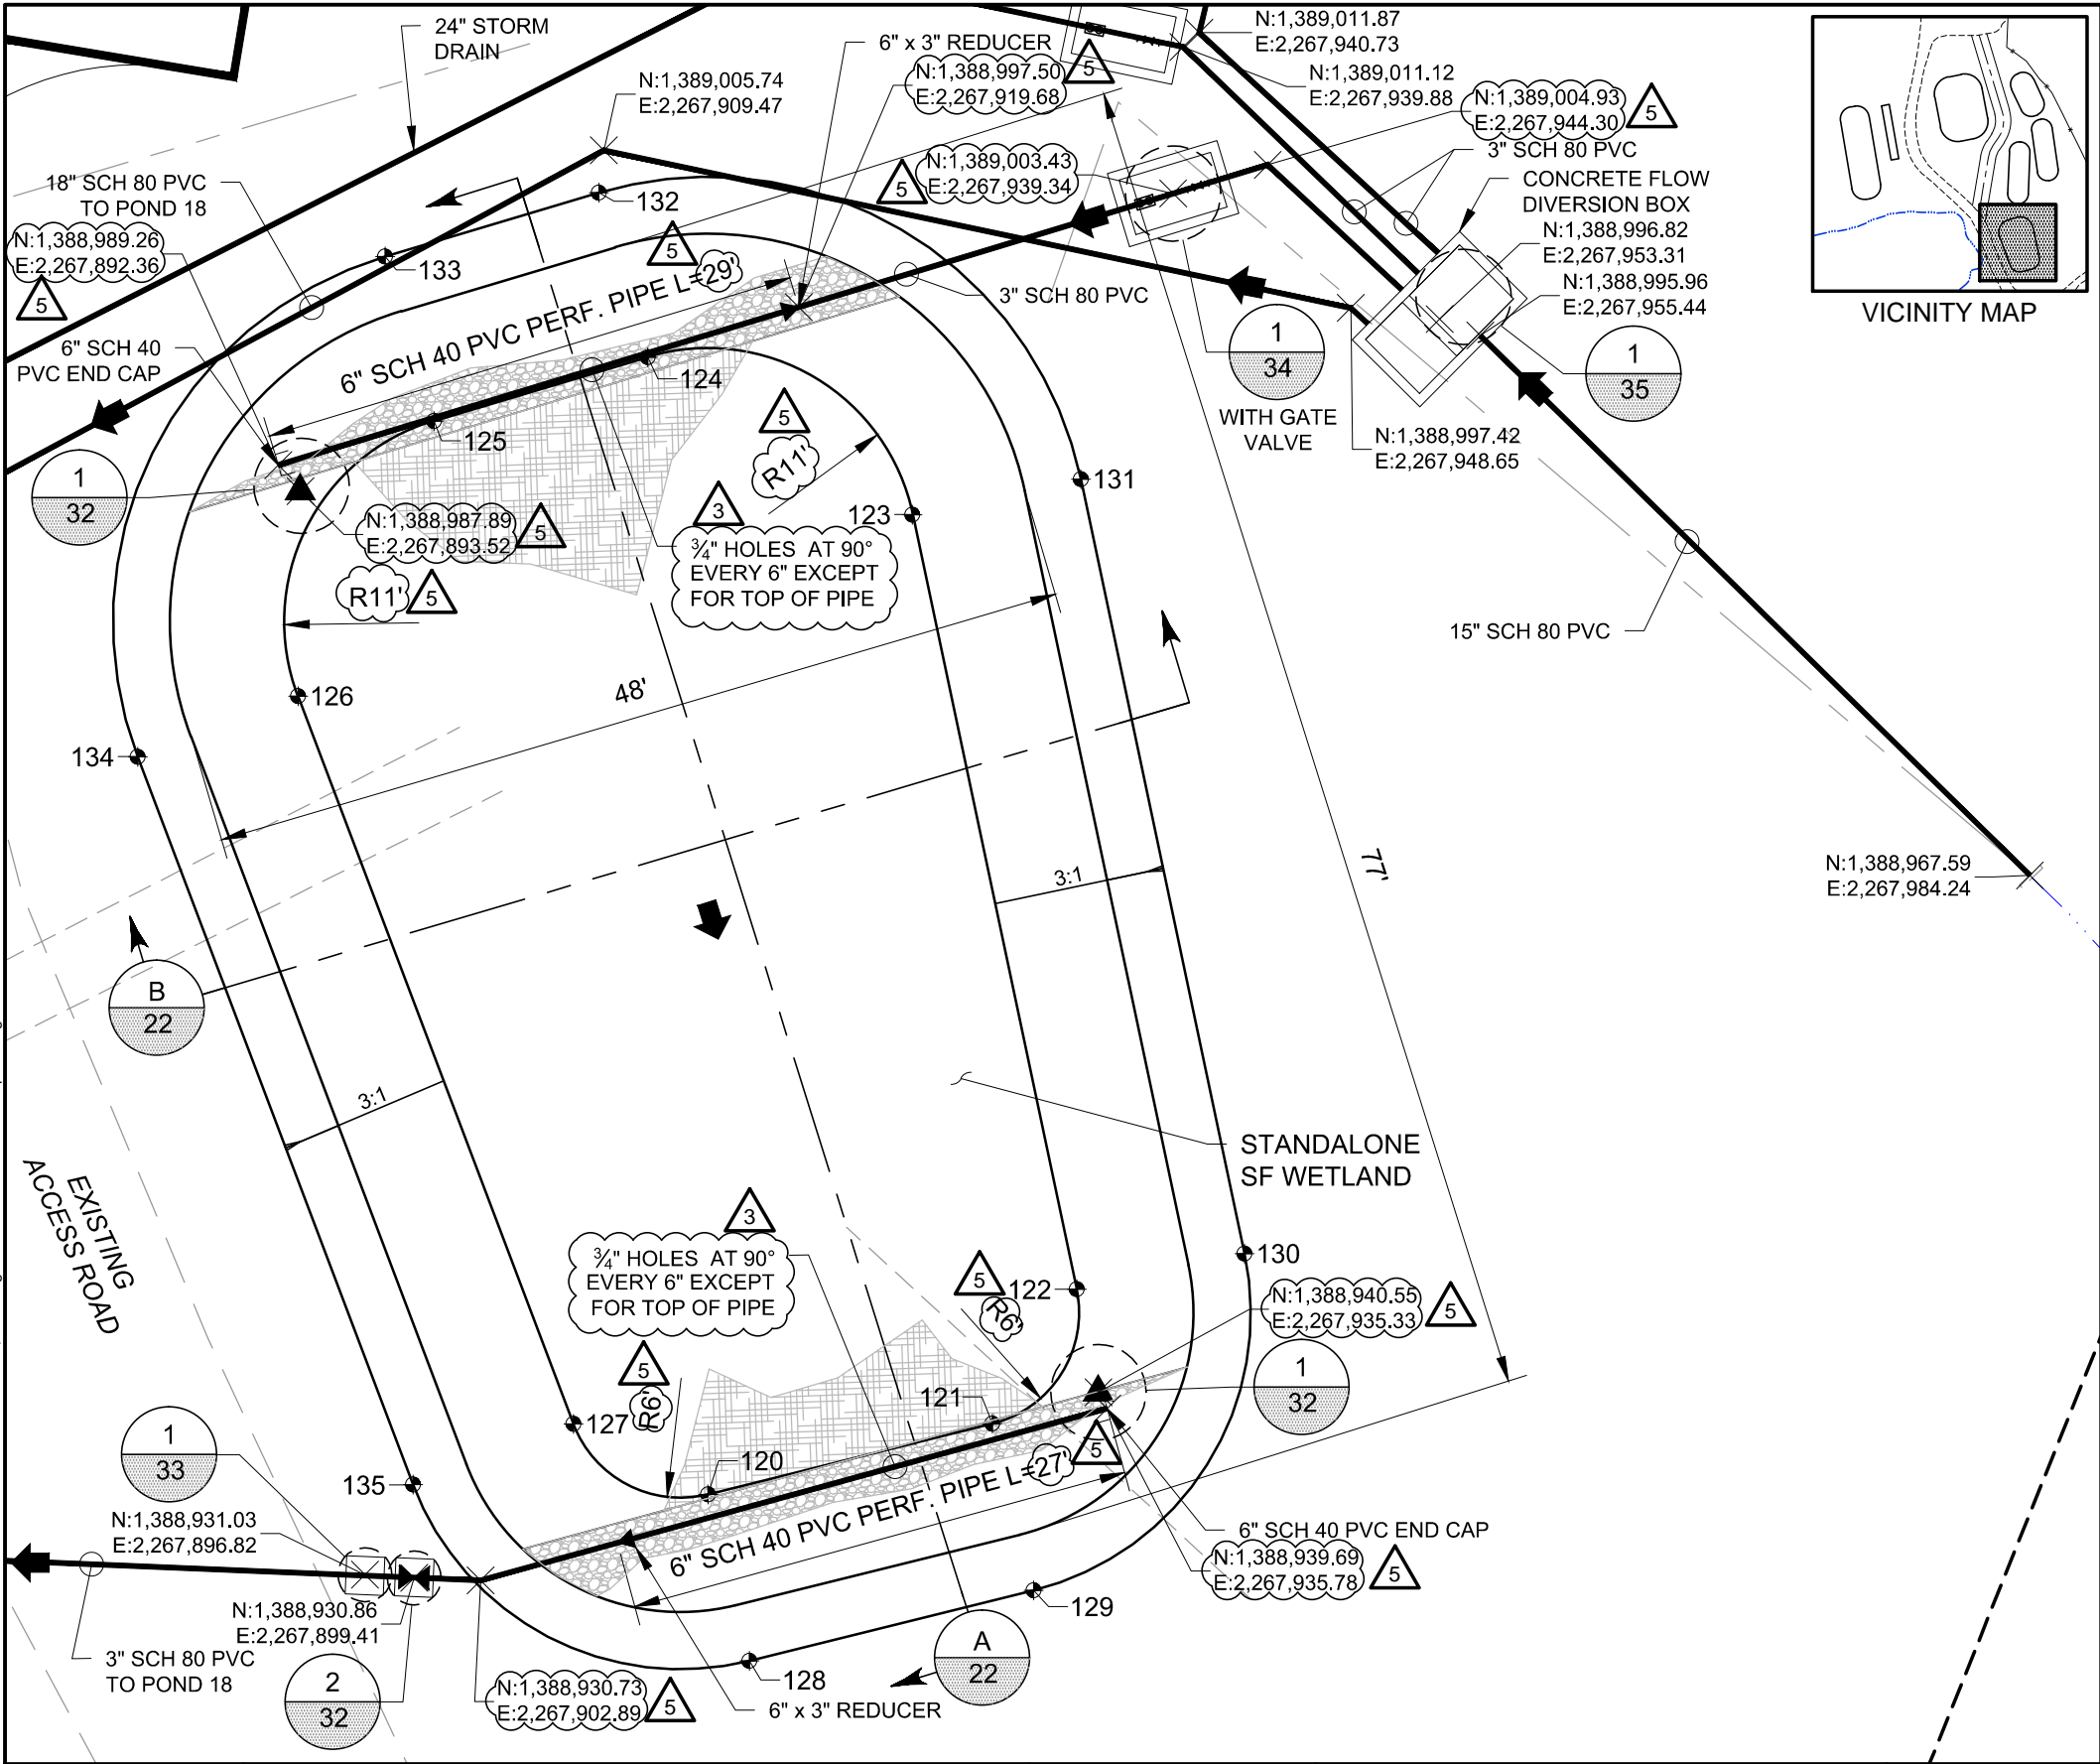 24" STORM
DRAIN
N:1,389,005.74
E:2,267,909.47
6" x 3" REDUCER
N:1,388,997.50
E:2,267,919.68
5
N:1,389,011.87
E:2,267,940.73
N:1,389,011.12
E:2,267,939.88
N:1,389,004.93
E:2,267,944.30
5
3" SCH 80 PVC
CONCRETE FLOW
DIVERSION BOX
N:1,388,996.82
E:2,267,953.31
N:1,388,995.96
E:2,267,955.44
VICINITY MAP
18" SCH 80 PVC
TO POND 18
N:1,388,989.26
E:2,267,892.36
5
N:1,389,003.43
E:2,267,939.34
5
132
133
5
6" SCH 40 PVC PERF. PIPE L=29'
3" SCH 80 PVC
6" SCH 40
PVC END CAP
1
34
WITH GATE
VALVE
1
35
124
125
5
R11'
N:1,388,997.42
E:2,267,948.65
1
32
N:1,388,987.89
E:2,267,893.52
5
R11'
5
3
3/4" HOLES AT 90°
EVERY 6" EXCEPT
FOR TOP OF PIPE
123
131
15" SCH 80 PVC
126
48'
134
77'
3:1
N:1,388,967.59
E:2,267,984.24
B
22
3:1
STANDALONE
SF WETLAND
EXISTING
ACCESS ROAD
3
3/4" HOLES AT 90°
EVERY 6" EXCEPT
FOR TOP OF PIPE
5
R6'
122
130
N:1,388,940.55
E:2,267,935.33
5
1
32
5
R6'
127
121
120
5
6" SCH 40 PVC PERF. PIPE L=27'
1
33
135
N:1,388,931.03
E:2,267,896.82
6" SCH 40 PVC END CAP
N:1,388,939.69
E:2,267,935.78
5
N:1,388,930.86
E:2,267,899.41
129
3" SCH 80 PVC
TO POND 18
2
32
N:1,388,930.73
E:2,267,902.89
5
128
6" x 3" REDUCER
A
22